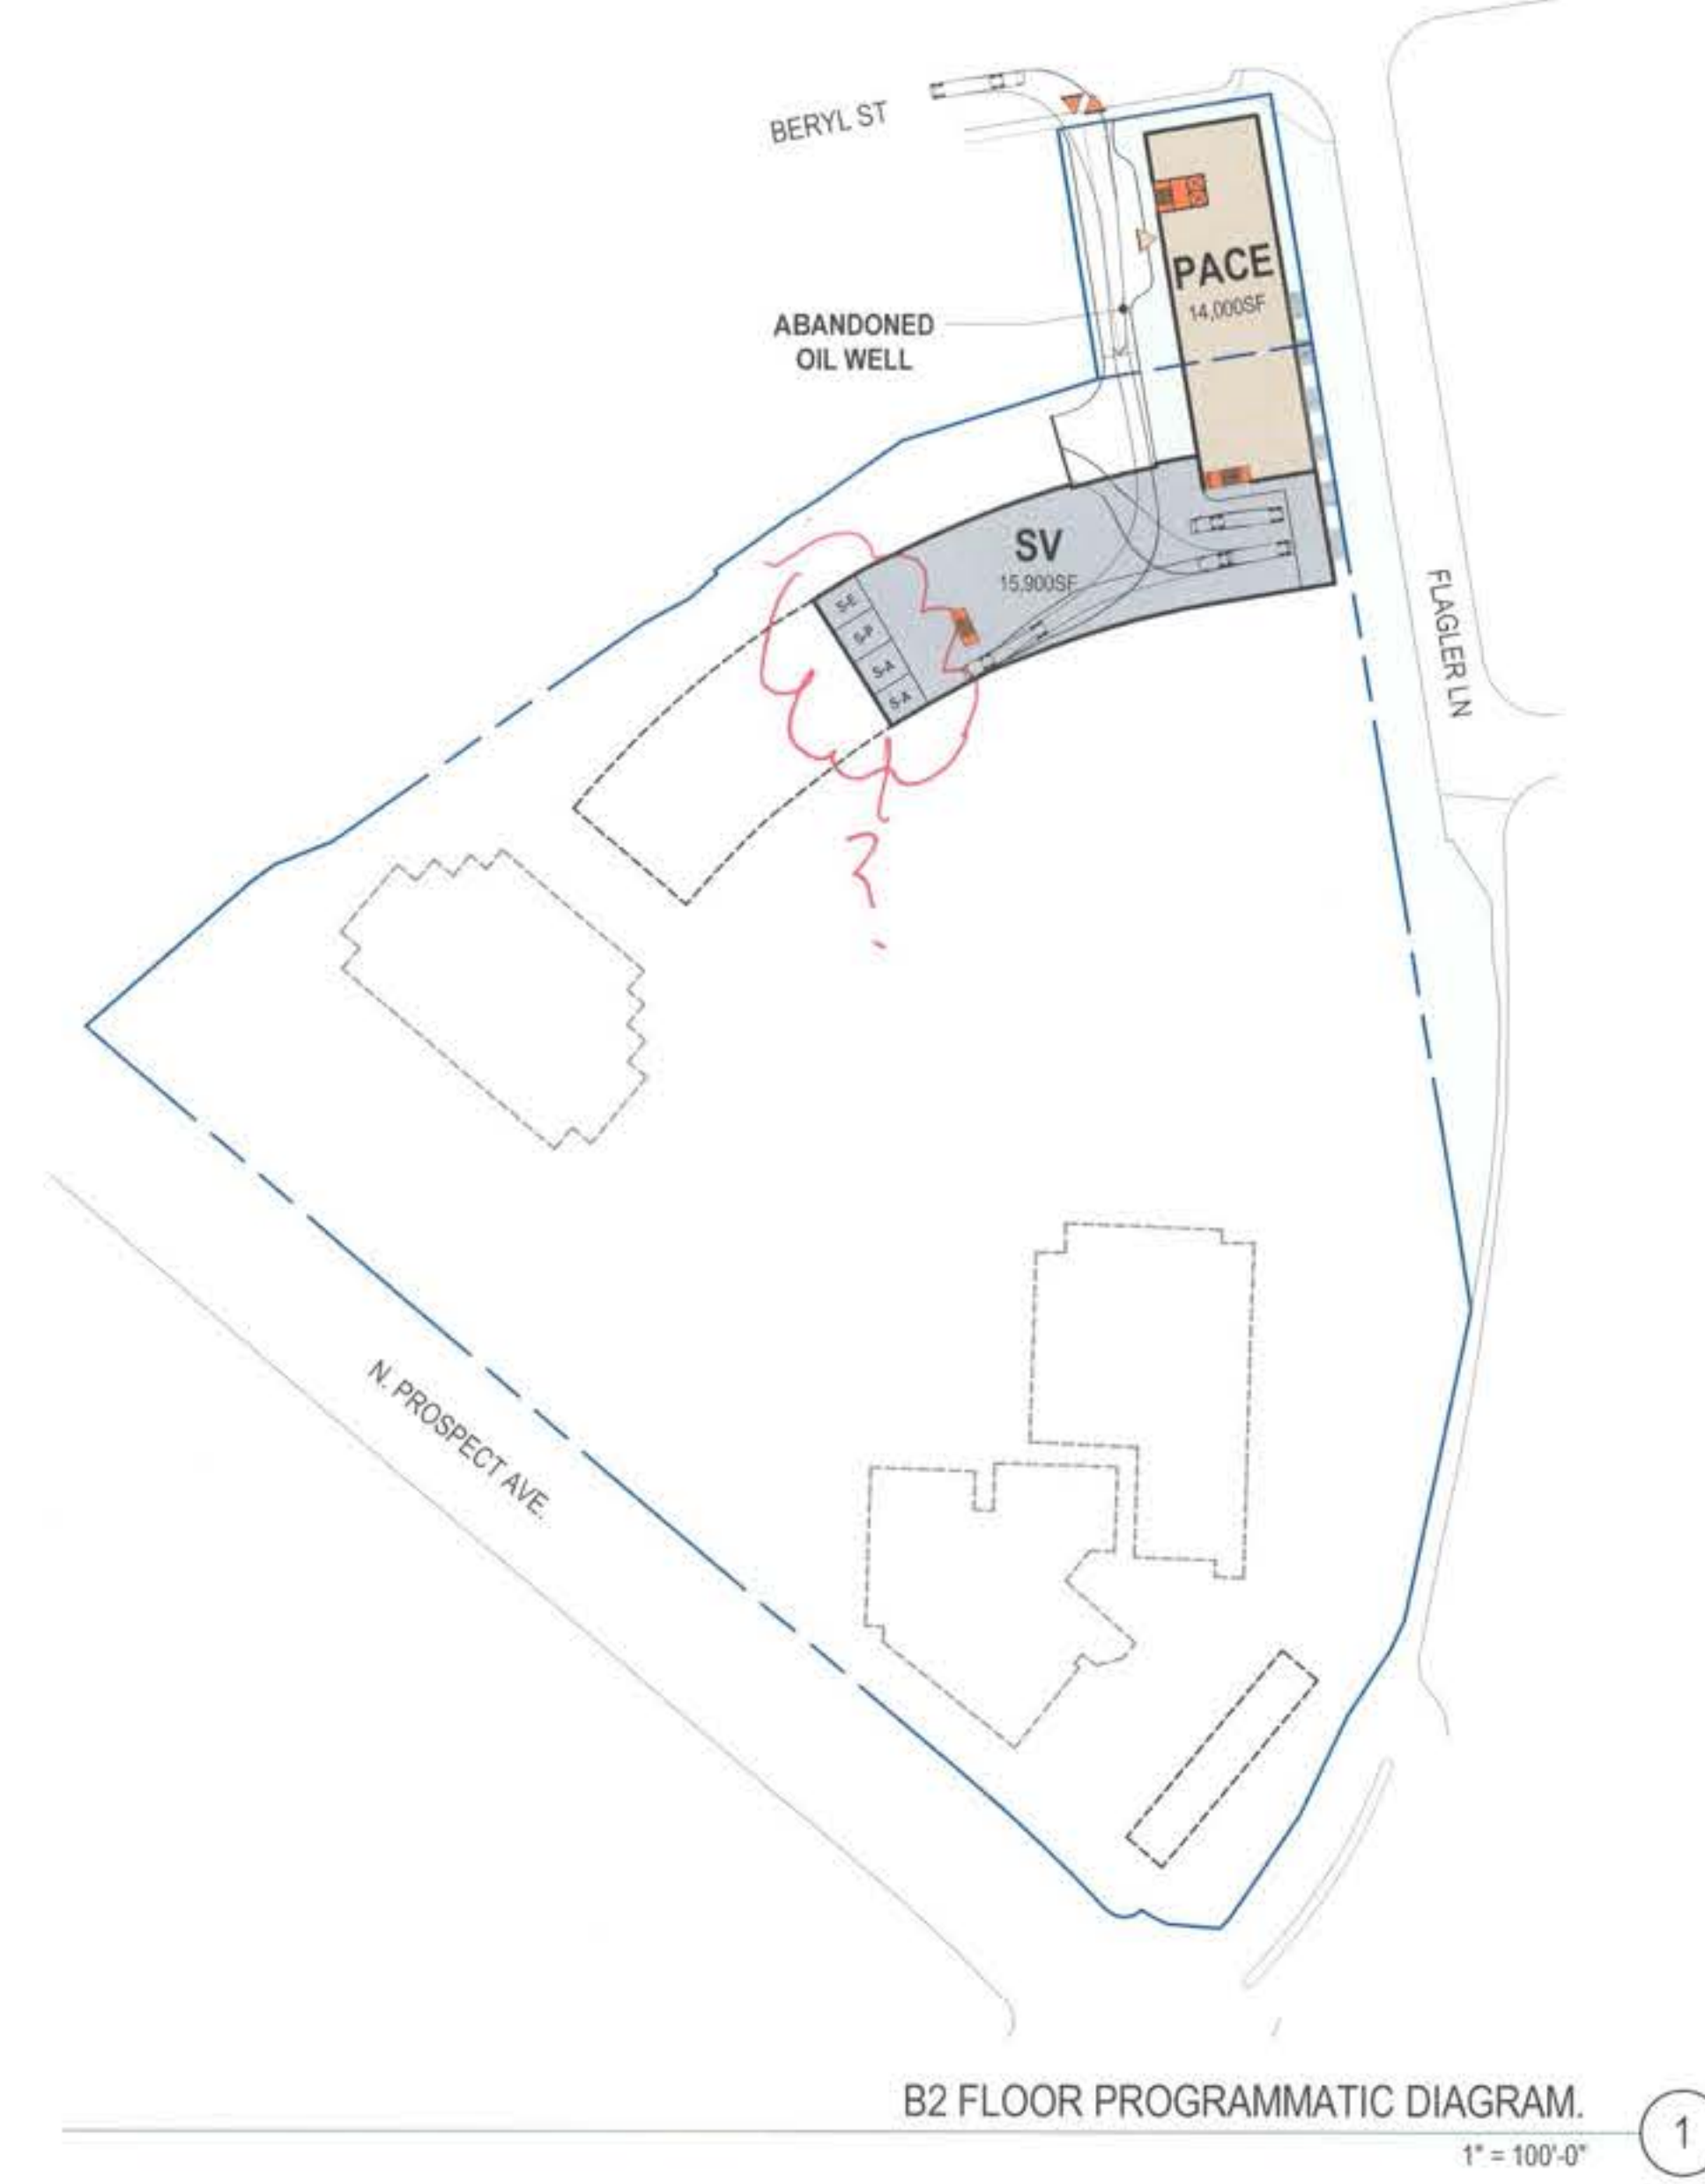 BERYL ST
PACE
14,000SF
ABANDONED
OIL WELL
SV
15,900SF
S-E
S-P
S-A
S-A
FLAGLER LN
?
N. PROSPECT AVE.
B2 FLOOR PROGRAMMATIC DIAGRAM.
1" = 100'-0"
1